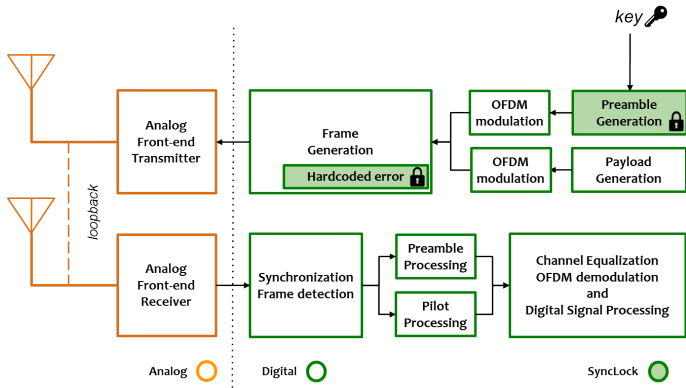 key
OFDM
modulation
Preamble
Generation
Analog
Front-end
Transmitter
Frame
Generation
Hardcoded error
OFDM
modulation
Payload
Generation
loopback
Analog
Front-end
Receiver
Synchronization
Frame detection
Preamble
Processing
Pilot
Processing
Channel Equalization
OFDM demodulation
and
Digital Signal Processing
Analog
Digital
SyncLock